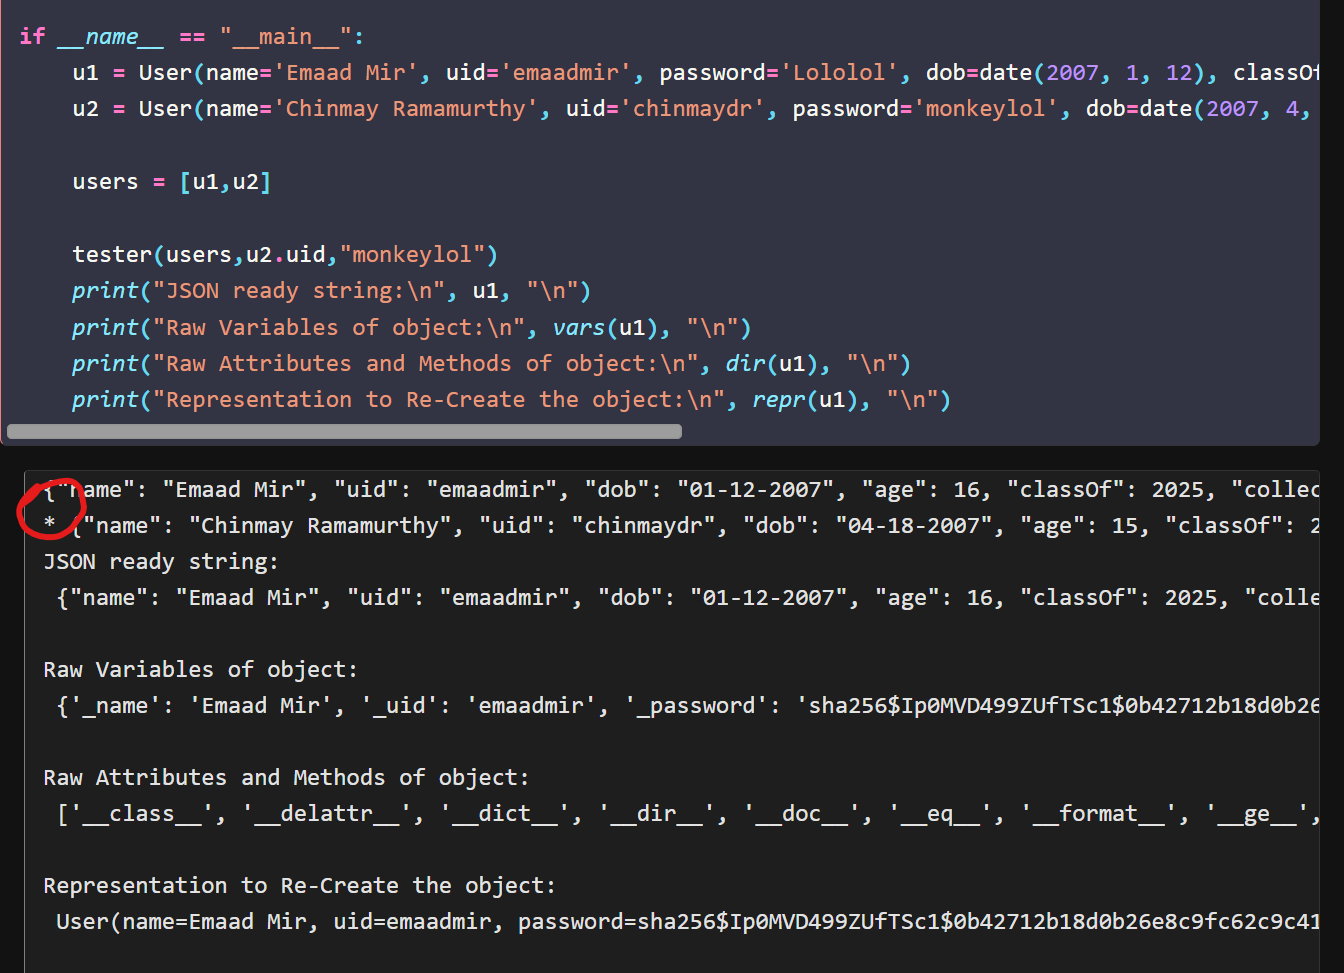 if __name__ == "__main__":
    u1 = User(name='Emaad Mir', uid='emaadmir', password='Lololol', dob=date(2007, 1, 12), classOf
    u2 = User(name='Chinmay Ramamurthy', uid='chinmaydr', password='monkeylol', dob=date(2007, 4,
    users = [u1,u2]
    tester(users,u2.uid,"monkeylol")
    print("JSON ready string:\n", u1, "\n")
    print("Raw Variables of object:\n", vars(u1), "\n")
    print("Raw Attributes and Methods of object:\n", dir(u1), "\n")
    print("Representation to Re-Create the object:\n", repr(u1), "\n")
{"name": "Emaad Mir", "uid": "emaadmir", "dob": "01-12-2007", "age": 16, "classOf": 2025, "collec
* {"name": "Chinmay Ramamurthy", "uid": "chinmaydr", "dob": "04-18-2007", "age": 15, "classOf": 2
JSON ready string:
 {"name": "Emaad Mir", "uid": "emaadmir", "dob": "01-12-2007", "age": 16, "classOf": 2025, "colle
Raw Variables of object:
 {'_name': 'Emaad Mir', '_uid': 'emaadmir', '_password': 'sha256$Ip0MVD499ZUfTSc1$0b42712b18d0b26
Raw Attributes and Methods of object:
 ['__class__', '__delattr__', '__dict__', '__dir__', '__doc__', '__eq__', '__format__', '__ge__',
Representation to Re-Create the object:
 User(name=Emaad Mir, uid=emaadmir, password=sha256$Ip0MVD499ZUfTSc1$0b42712b18d0b26e8c9fc62c9c41